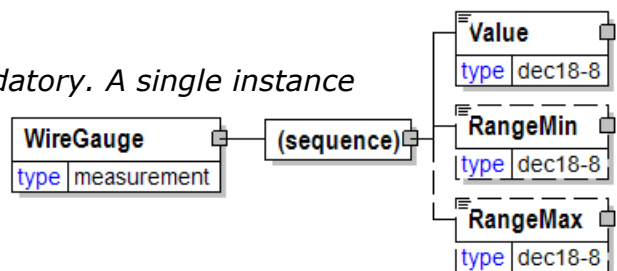 Value
type dec18-8
datory. A single instance
WireGauge
type measurement
(sequence)
RangeMin
type dec18-8
RangeMax
type dec18-8